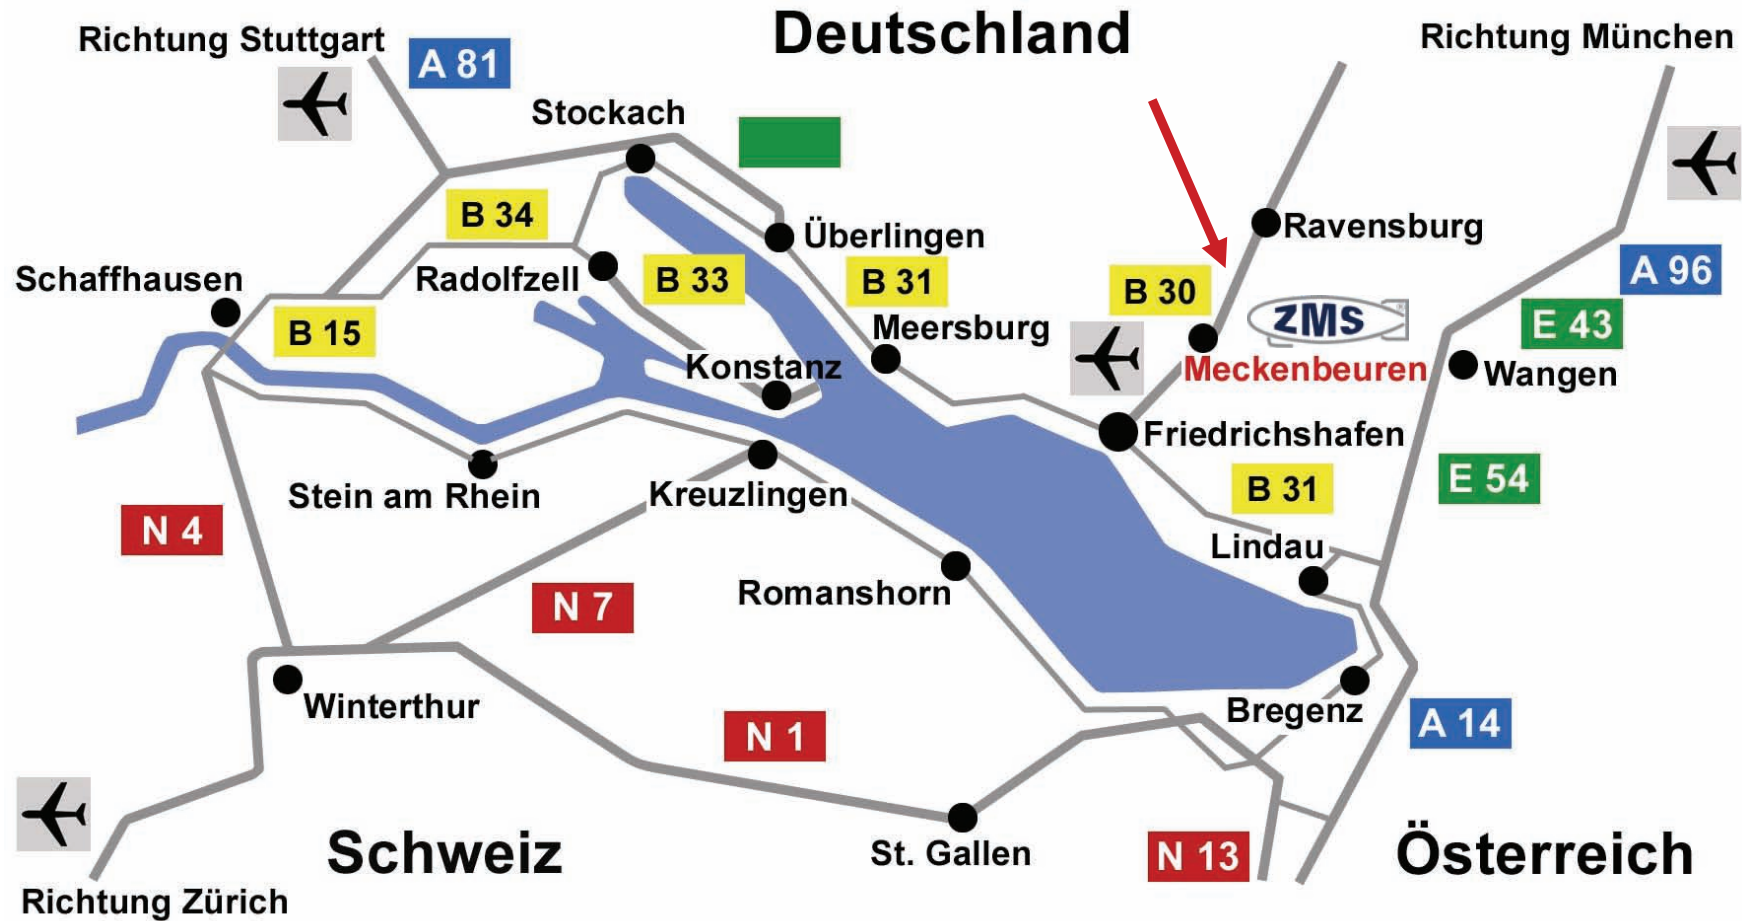 Deutschland
Richtung Stuttgart
A 81
Richtung München
Stockach
B 34
Überlingen
Ravensburg
Schaffhausen
Radolfzell
B 33
B 31
B 30
A 96
B 15
Meersburg
ZMS
E 43
Konstanz
Meckenbeuren
Wangen
Friedrichshafen
Stein am Rhein
Kreuzlingen
B 31
E 54
N 4
Lindau
N 7
Romanshorn
Winterthur
Bregenz
N 1
A 14
Schweiz
St. Gallen
N 13
Österreich
Richtung Zürich